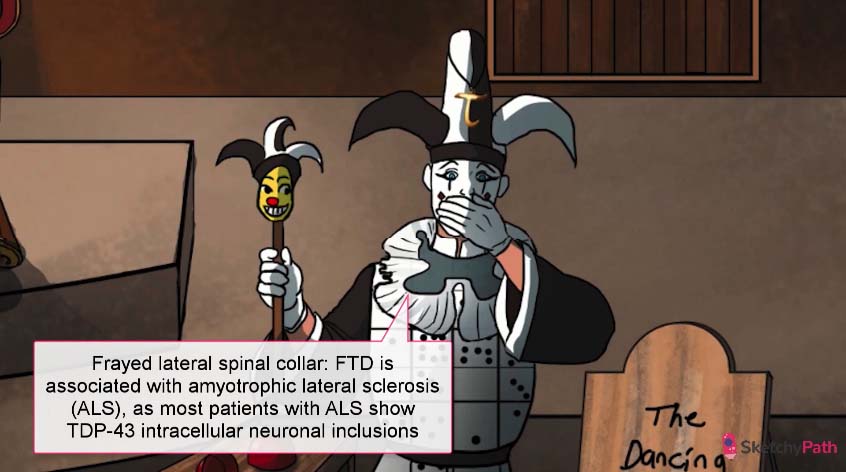 τ
Frayed lateral spinal collar: FTD is
associated with amyotrophic lateral sclerosis
(ALS), as most patients with ALS show
TDP-43 intracellular neuronal inclusions
The
Dancing
SketchyPath